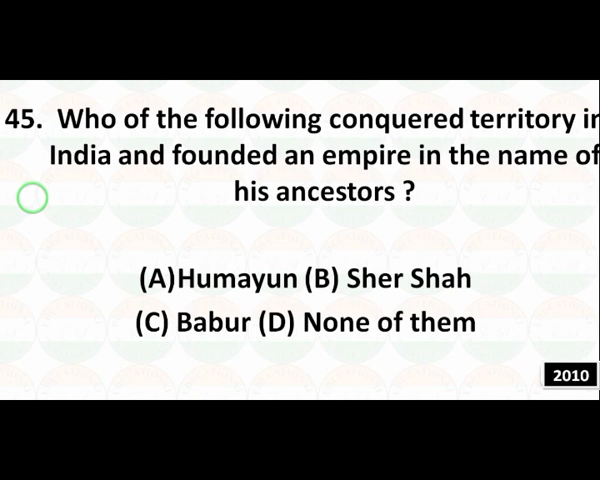 45. Who of the following conquered territory in
India and founded an empire in the name of
his ancestors ?
(A)Humayun (B) Sher Shah
(C) Babur (D) None of them
2010